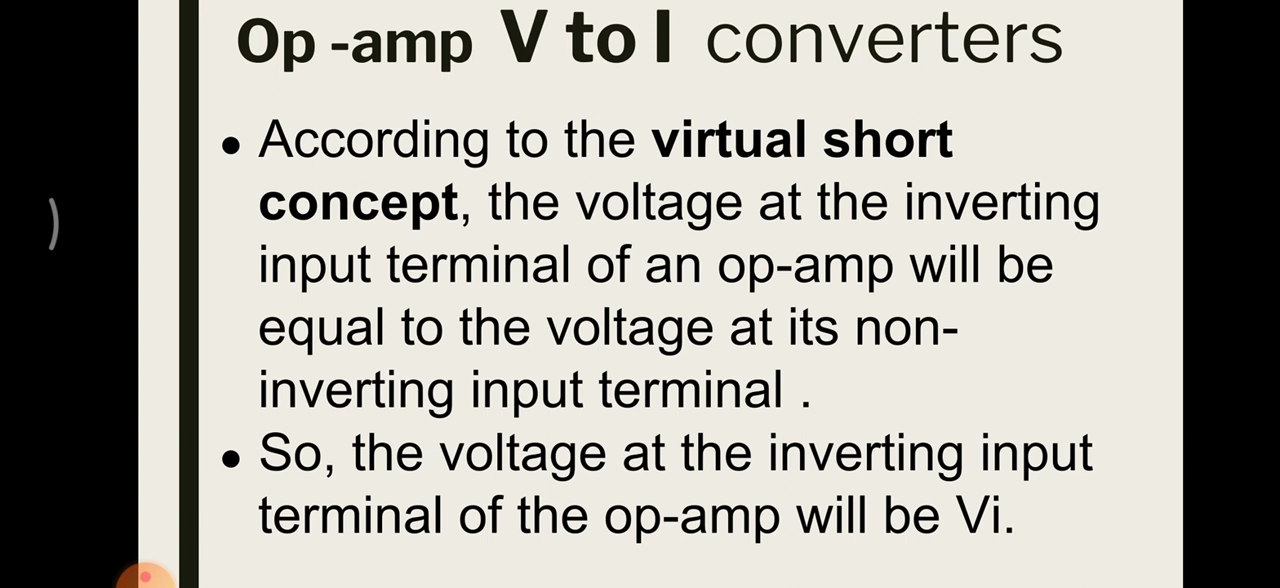 Op -amp V to I converters
• According to the virtual short
concept, the voltage at the inverting
input terminal of an op-amp will be
equal to the voltage at its non-
inverting input terminal .
• So, the voltage at the inverting input
terminal of the op-amp will be Vi.